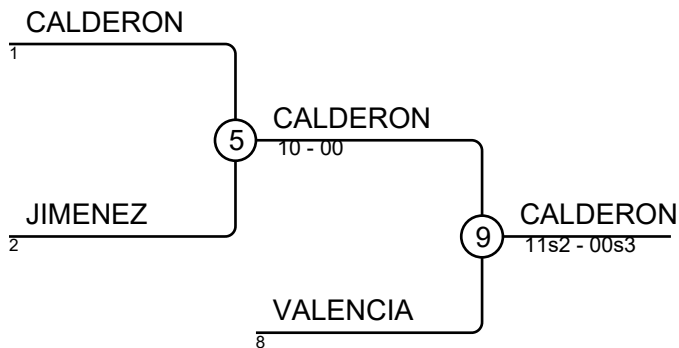 CALDERON
1
5
CALDERON
10 - 00
JIMENEZ
2
9
CALDERON
11s2 - 00s3
VALENCIA
8